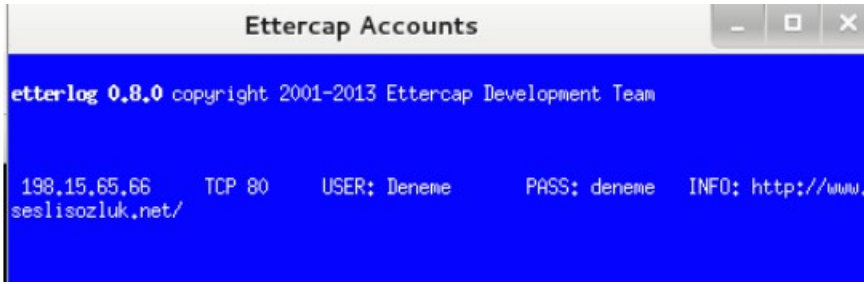 Ettercap Accounts
etterlog 0.8.0 copyright 2001-2013 Ettercap Development Team
198.15.65.66 TCP 80 USER: Deneme PASS: deneme INFO: http://www.
seslisozluk.net/